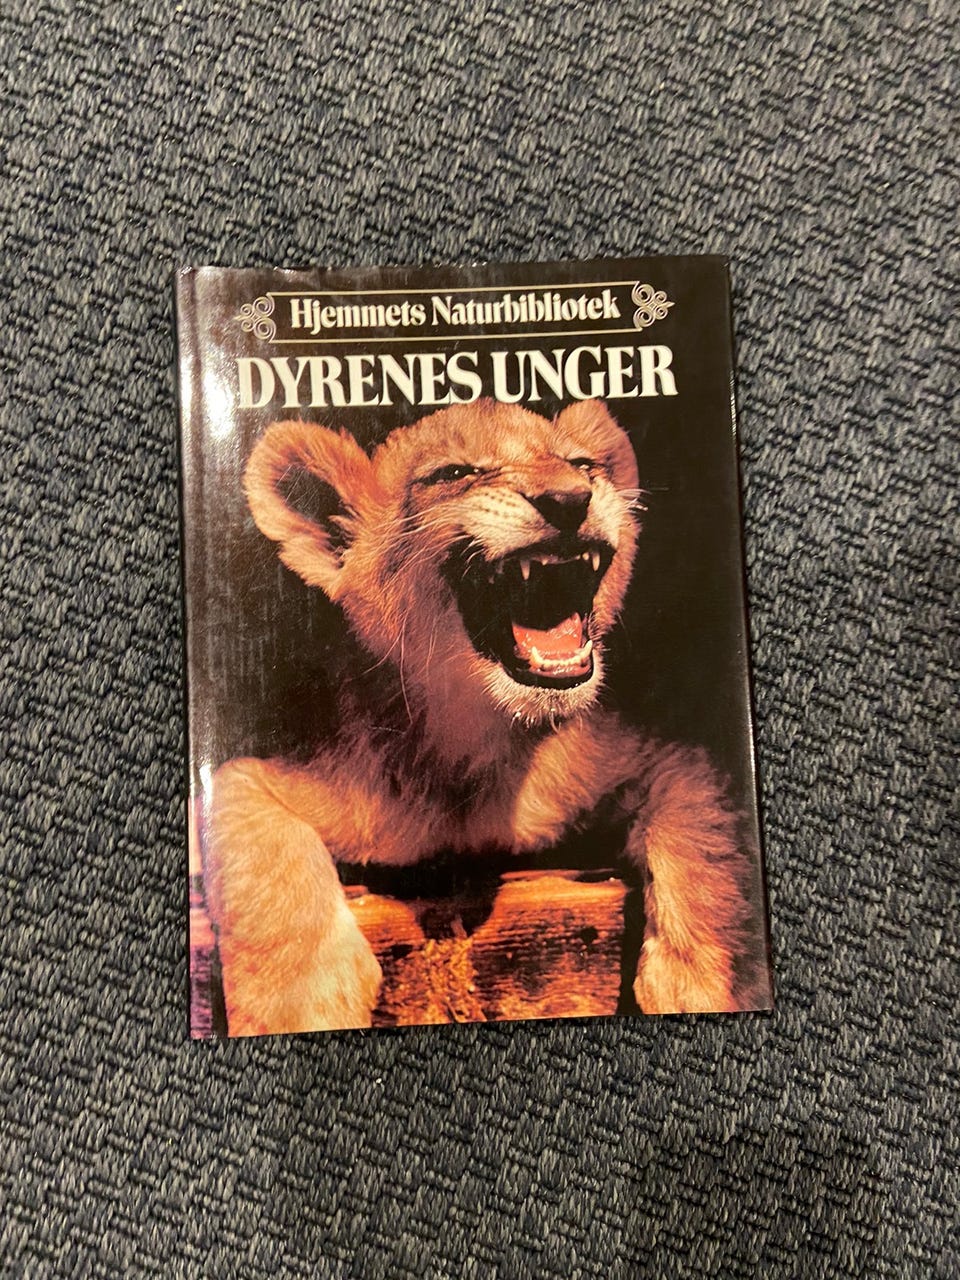 Hjemmets Naturbibliotek
DYRENES UNGER